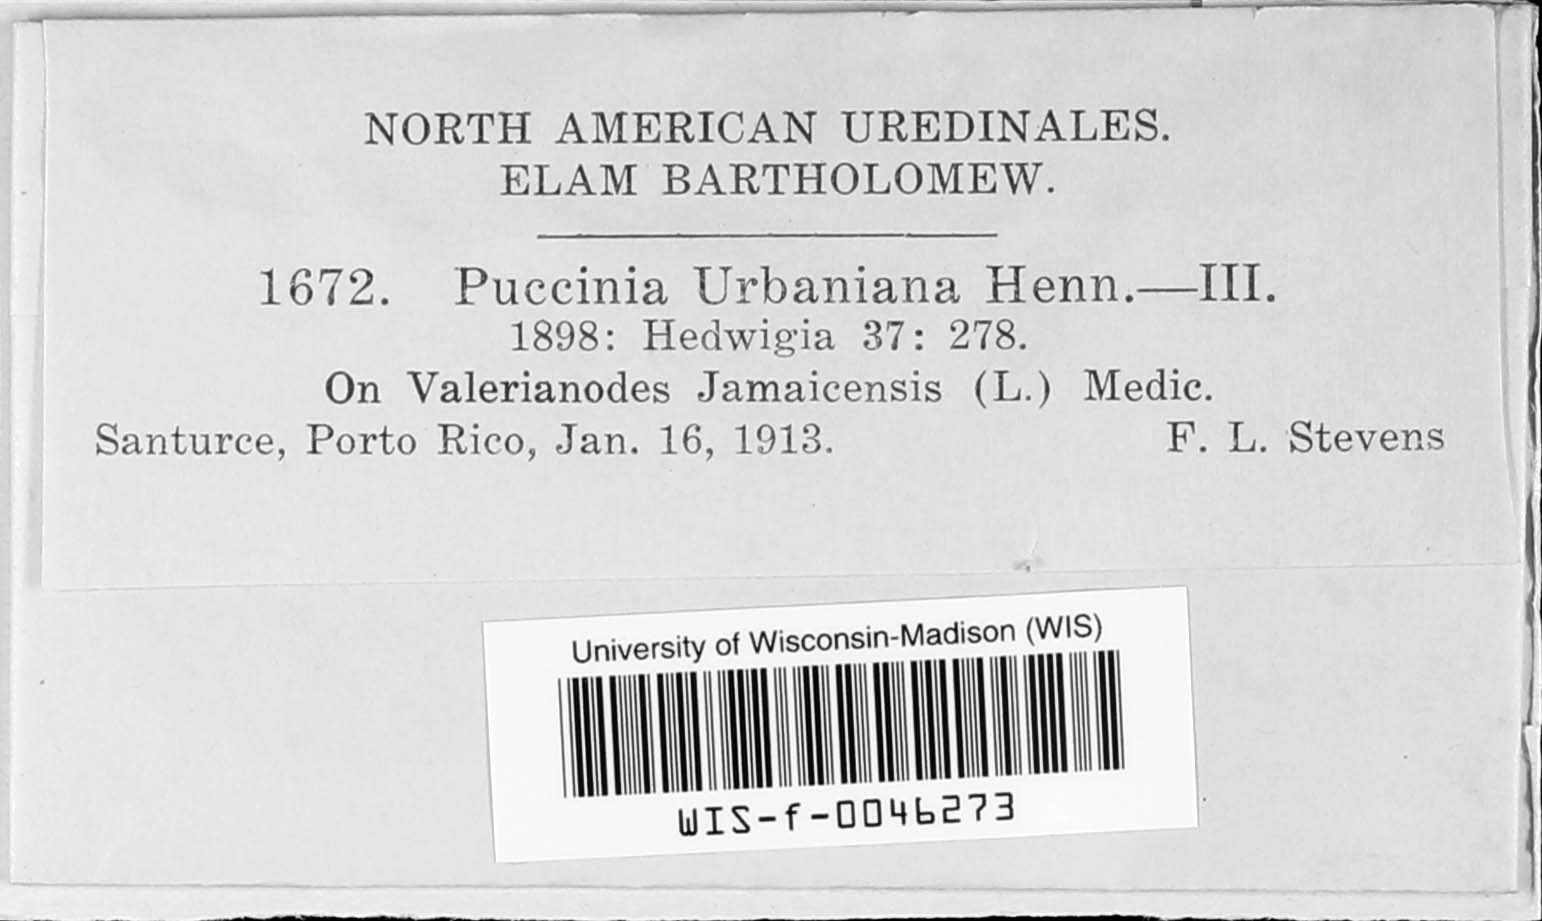 NORTH AMERICAN UREDINALES.
ELAM BARTHOLOMEW.
1672. Puccinia Urbaniana Henn.—III.
1898: Hedwigia 37: 278.
On Valerianodes Jamaicensis (L.) Medic.
Santurce, Porto Rico, Jan. 16, 1913. F. L. Stevens
University of Wisconsin-Madison (WIS)
WIS-f-0046273